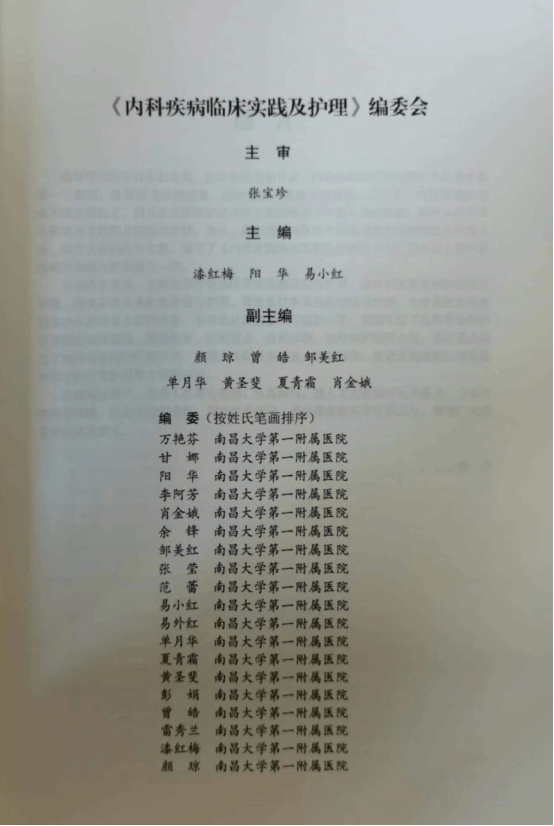 《内科疾病临床实践及护理》编委会
主 审
张宝珍
主 编
漆红梅 阳 华 易小红
副主编
颜 琼 曾 皓 邹美红
单月华 黄圣斐 夏青霜 肖金娥
编 委(按姓氏笔画排序)
万艳芬 南昌大学第一附属医院
甘 娜 南昌大学第一附属医院
阳 华 南昌大学第一附属医院
李阿芳 南昌大学第一附属医院
肖金娥 南昌大学第一附属医院
余 锋 南昌大学第一附属医院
邹美红 南昌大学第一附属医院
张 莹 南昌大学第一附属医院
范 蕾 南昌大学第一附属医院
易小红 南昌大学第一附属医院
易外红 南昌大学第一附属医院
单月华 南昌大学第一附属医院
夏青霜 南昌大学第一附属医院
黄圣斐 南昌大学第一附属医院
彭 娟 南昌大学第一附属医院
曾 皓 南昌大学第一附属医院
雷秀兰 南昌大学第一附属医院
漆红梅 南昌大学第一附属医院
颜 琼 南昌大学第一附属医院